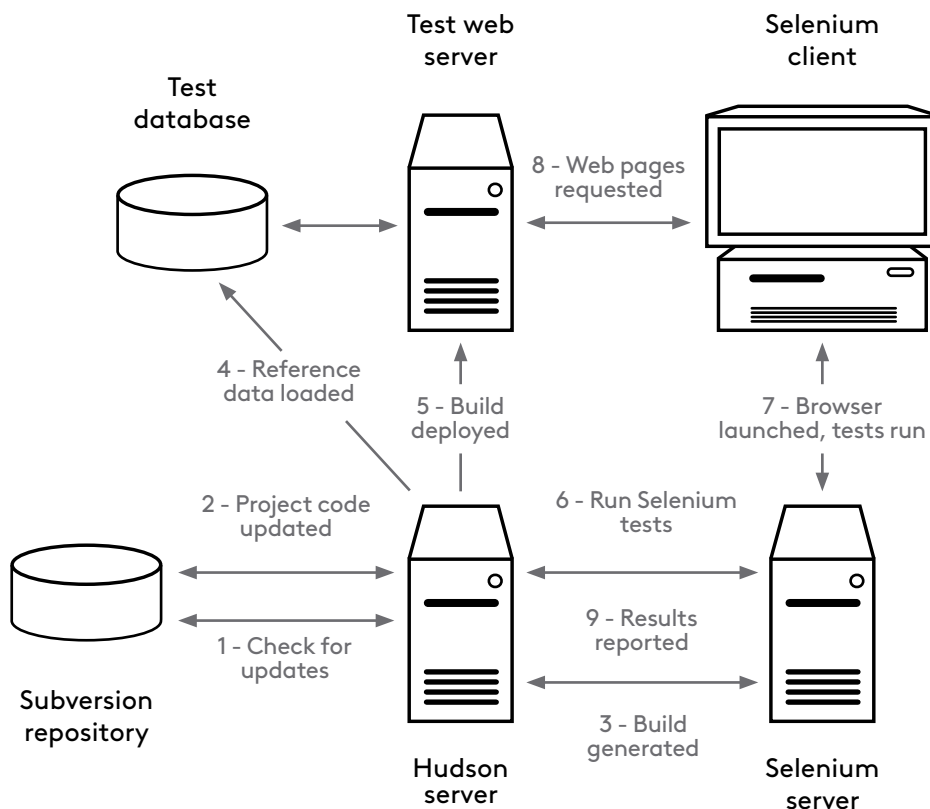 Test web
server
Selenium
client
Test
database
8 - Web pages
requested
4 - Reference
data loaded
5 - Build
deployed
7 - Browser
launched, tests run
2 - Project code
updated
6 - Run Selenium
tests
1 - Check for
updates
9 - Results
reported
Subversion
repository
3 - Build
generated
Hudson
server
Selenium
server